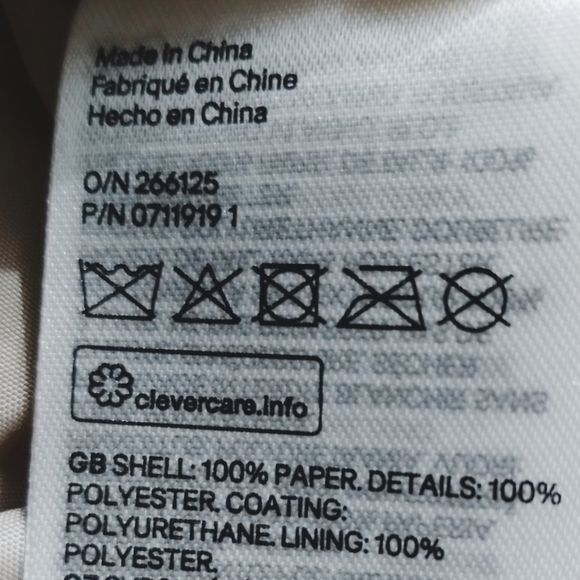 Made in China
Fabriqué en Chine
Hecho en China
O/N 266125
P/N 0711919 1
clevercare.info
GB SHELL: 100% PAPER. DETAILS: 100%
POLYESTER. COATING:
POLYURETHANE. LINING: 100%
POLYESTER.